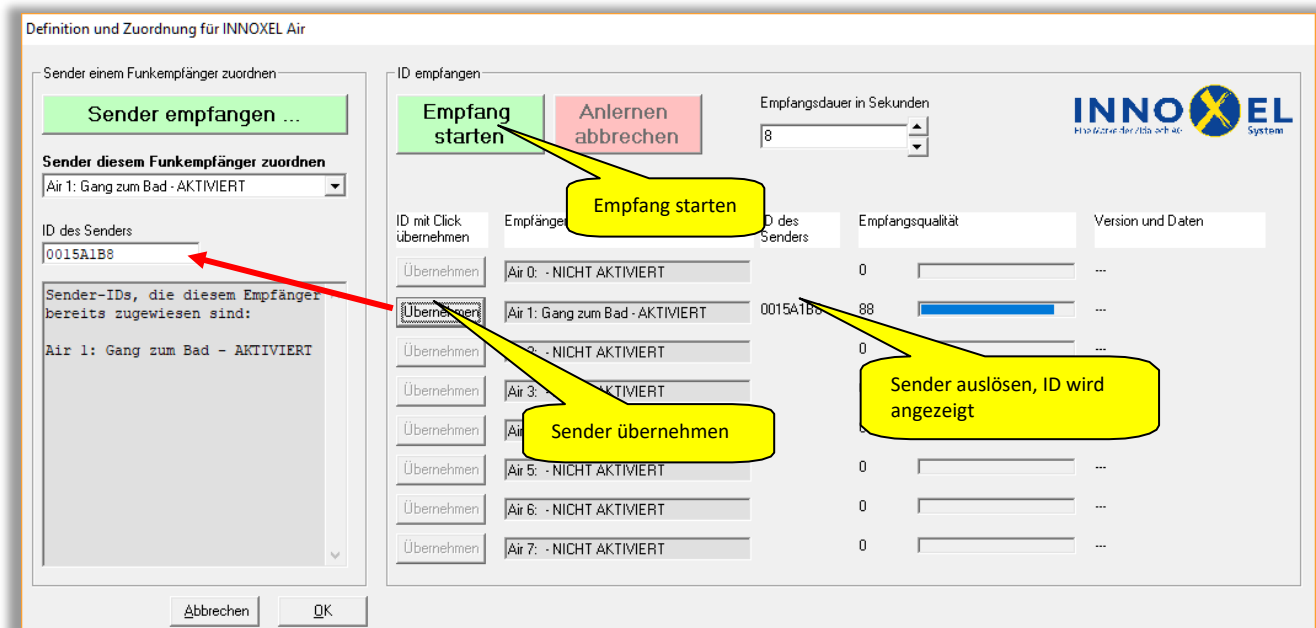 Definition und Zuordnung für INNOXEL Air
Sender einem Funkempfänger zuordnen
Sender empfangen ...
Sender diesem Funkempfänger zuordnen
Air 1: Gang zum Bad - AKTIVIERT
ID des Senders
0015A1B8
Sender-IDs, die diesem Empfänger
bereits zugewiesen sind:
Air 1: Gang zum Bad - AKTIVIERT
Abbrechen
OK
ID empfangen
Empfang
starten
Anlernen
abbrechen
Empfangsdauer in Sekunden
8
INNOXEL
System
Empfang starten
ID mit Click
übernehmen
Empfänger
ID des
Senders
Empfangsqualität
Version und Daten
Übernehmen
Air 0: - NICHT AKTIVIERT
0
---
Übernehmen
Air 1: Gang zum Bad - AKTIVIERT
0015A1B8
88
---
Übernehmen
- NICHT AKTIVIERT
0
---
Übernehmen
Air 3: - NICHT AKTIVIERT
Sender auslösen, ID wird
angezeigt
Übernehmen
Sender übernehmen
Übernehmen
Air 5: - NICHT AKTIVIERT
0
---
Übernehmen
Air 6: - NICHT AKTIVIERT
0
---
Übernehmen
Air 7: - NICHT AKTIVIERT
0
---